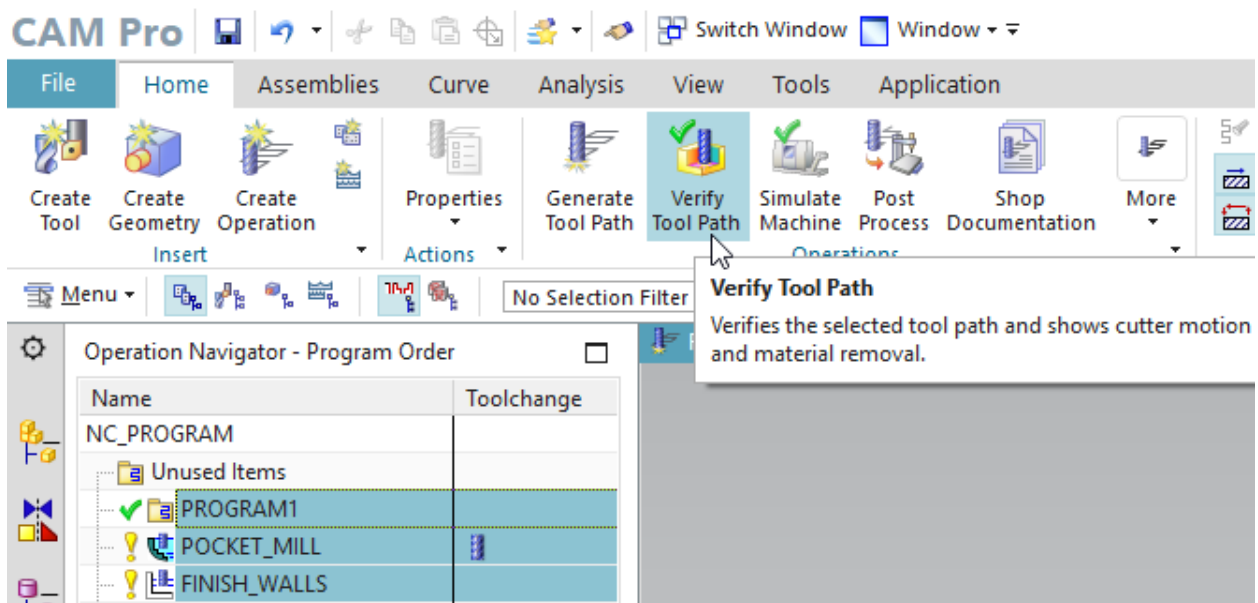 CAM Pro Switch Window Window
File Home Assemblies Curve Analysis View Tools Application
Create Tool
Create Geometry
Create Operation
Properties
Generate Tool Path
Verify Tool Path
Simulate Machine
Post Process
Shop Documentation
More
Insert Actions Operations
Menu No Selection Filter
Verify Tool Path
Verifies the selected tool path and shows cutter motion
and material removal.
Operation Navigator - Program Order
Name Toolchange
NC_PROGRAM
Unused Items
PROGRAM1
POCKET_MILL
FINISH_WALLS